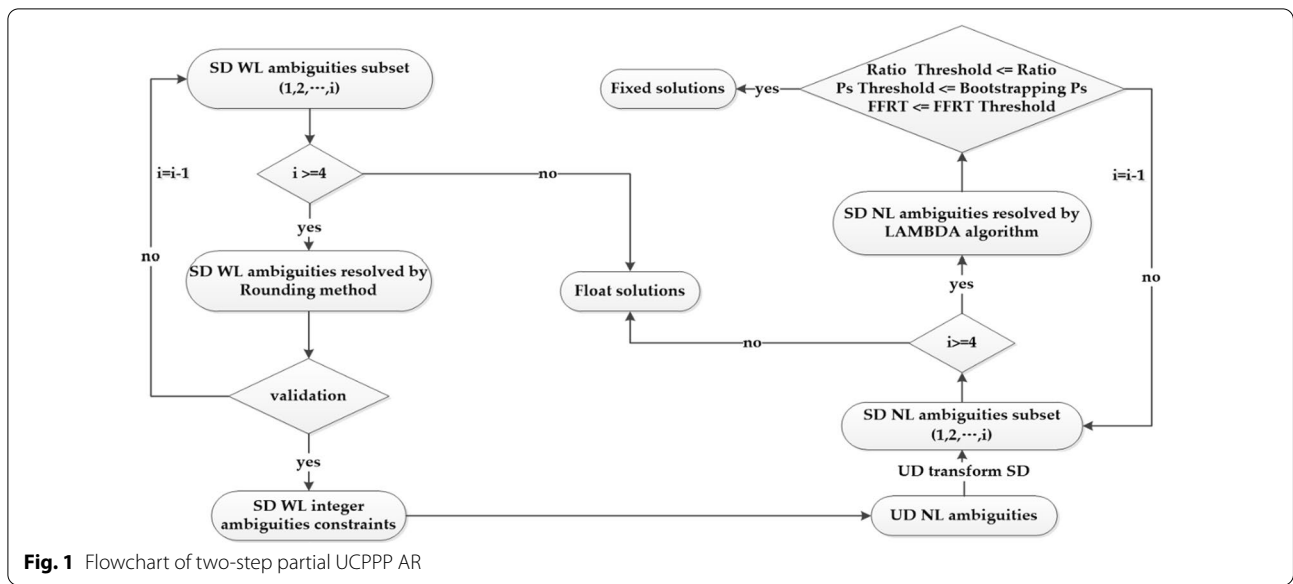 SD WL ambiguities subset
(1,2,···,i)
i >=4
no
yes
i=i-1
no
SD WL ambiguities resolved by
Rounding method
validation
yes
SD WL integer
ambiguities constraints
Float solutions
Fixed solutions
yes
Ratio Threshold <= Ratio
Ps Threshold <= Bootstrapping Ps
FFRT <= FFRT Threshold
i=i-1
no
SD NL ambiguities resolved by
LAMBDA algorithm
yes
i>=4
no
SD NL ambiguities subset
(1,2,···,i)
UD transform SD
UD NL ambiguities
Fig. 1 Flowchart of two-step partial UCPPP AR